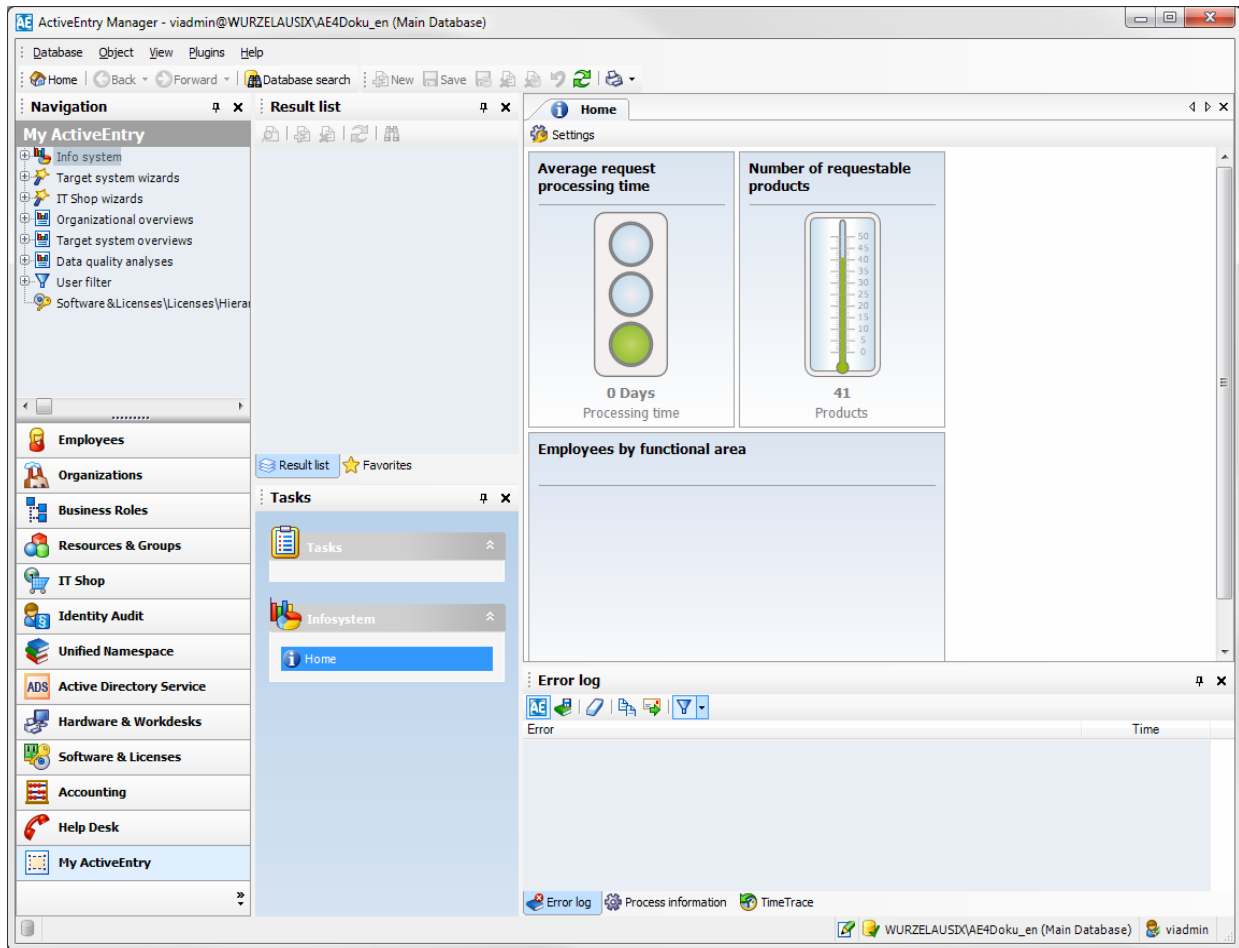 AE ActiveEntry Manager - viadmin@WURZELAUSIX\AE4Doku_en (Main Database)
Database Object View Plugins Help
Home Back Forward Database search New Save
Navigation
My ActiveEntry
Info system
Target system wizards
IT Shop wizards
Organizational overviews
Target system overviews
Data quality analyses
User filter
Software &Licenses\Licenses\Hierar
Employees
Organizations
Business Roles
Resources & Groups
IT Shop
Identity Audit
Unified Namespace
ADS Active Directory Service
Hardware & Workdesks
Software & Licenses
Accounting
Help Desk
My ActiveEntry
Result list
Result list Favorites
Tasks
Tasks
Infosystem
Home
Home
Settings
Average request
processing time
0 Days
Processing time
Number of requestable
products
50
45
40
35
30
25
20
15
10
5
0
41
Products
Employees by functional area
Error log
AE
Error Time
Error log Process information TimeTrace
WURZELAUSIX\AE4Doku_en (Main Database) viadmin